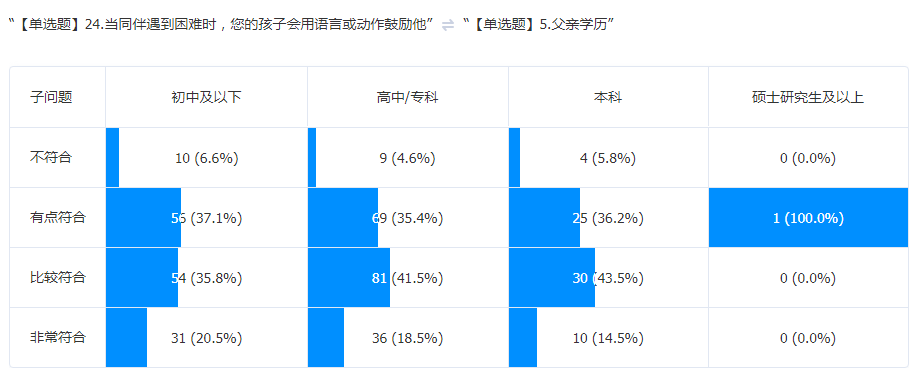 “【单选题】24.当同伴遇到困难时，您的孩子会用语言或动作鼓励他” ⇌ “【单选题】5.父亲学历”
子问题 初中及以下 高中/专科 本科 硕士研究生及以上
不符合 10 (6.6%) 9 (4.6%) 4 (5.8%) 0 (0.0%)
有点符合 56 (37.1%) 69 (35.4%) 25 (36.2%) 1 (100.0%)
比较符合 54 (35.8%) 81 (41.5%) 30 (43.5%) 0 (0.0%)
非常符合 31 (20.5%) 36 (18.5%) 10 (14.5%) 0 (0.0%)